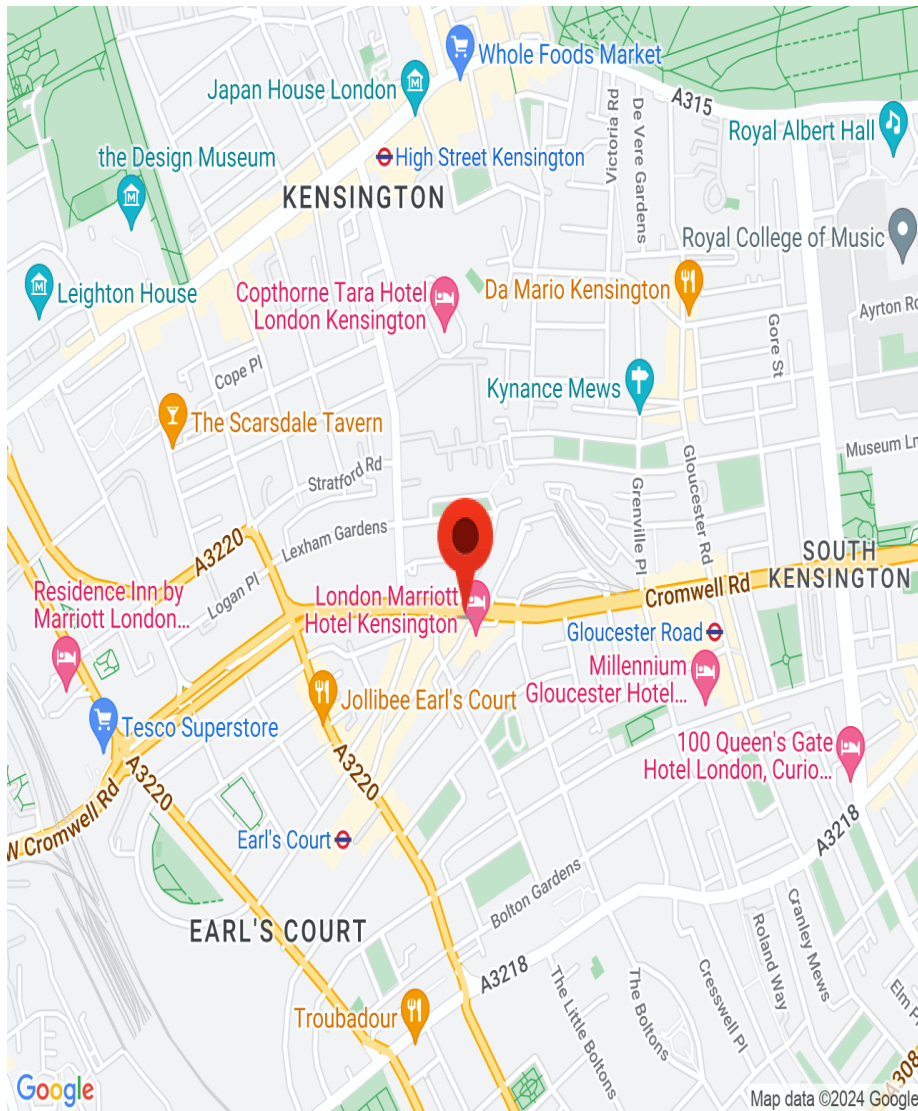 Whole Foods Market
Japan House London
A315
Victoria Rd
De Vere Gardens
Royal Albert Hall
the Design Museum
High Street Kensington
KENSINGTON
Royal College of Music
Leighton House
Copthorne Tara Hotel
London Kensington
Da Mario Kensington
Ayrton Rd
Gore St
Cope Pl
Kynance Mews
The Scarsdale Tavern
Museum Ln
Stratford Rd
Gloucester Rd
Grenville Pl
Lexham Gardens
A3220
Logan Pl
SOUTH
KENSINGTON
Residence Inn by
Marriott London...
London Marriott
Hotel Kensington
Cromwell Rd
Gloucester Road
Millennium
Gloucester Hotel...
Jollibee Earl's Court
Tesco Superstore
100 Queen's Gate
Hotel London, Curio...
A3220
A3220
W Cromwell Rd
Earl's Court
A3218
Bolton Gardens
EARL'S COURT
Cranley Mews
Roland Way
A3218
The Little Boltons
The Boltons
Cresswell Pl
Troubadour
Google
Map data ©2024 Google